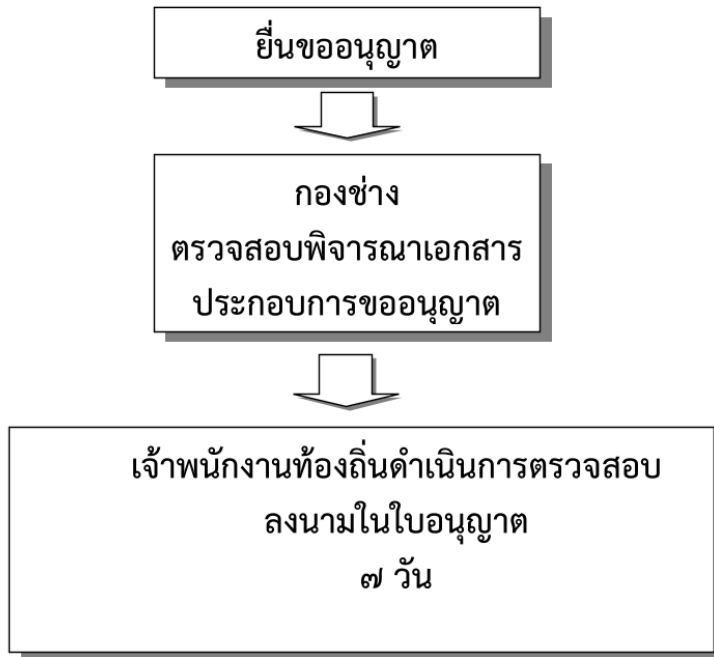 ยื่นขออนุญาต
กองช่าง
ตรวจสอบพิจารณาเอกสาร
ประกอบการขออนุญาต
เจ้าพนักงานท้องถิ่นดำเนินการตรวจสอบ
ลงนามในใบอนุญาต
๗ วัน